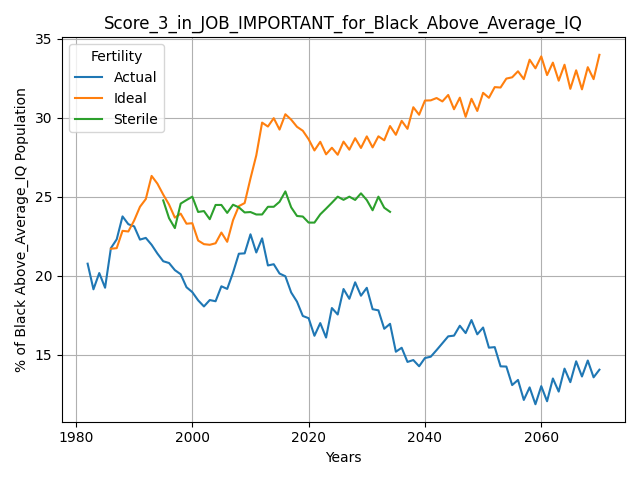 Score_3_in_JOB_IMPORTANT_for_Black_Above_Average_IQ
Fertility
Actual
Ideal
Sterile
% of Black Above_Average_IQ Population
35
30
25
20
15
1980
2000
2020
2040
2060
Years